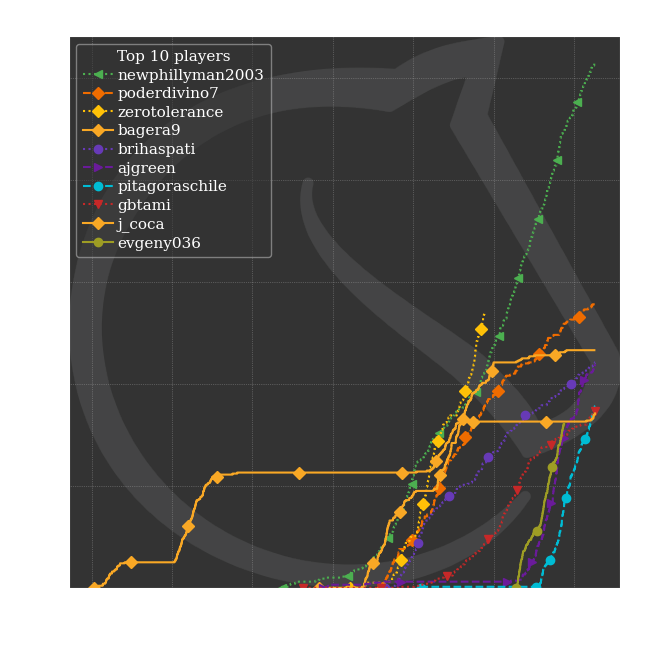 Top 10 players
newphillyman2003
poderdivino7
zerotolerance
bagera9
brihaspati
ajgreen
pitagoraschile
gbtami
j_coca
evgeny036